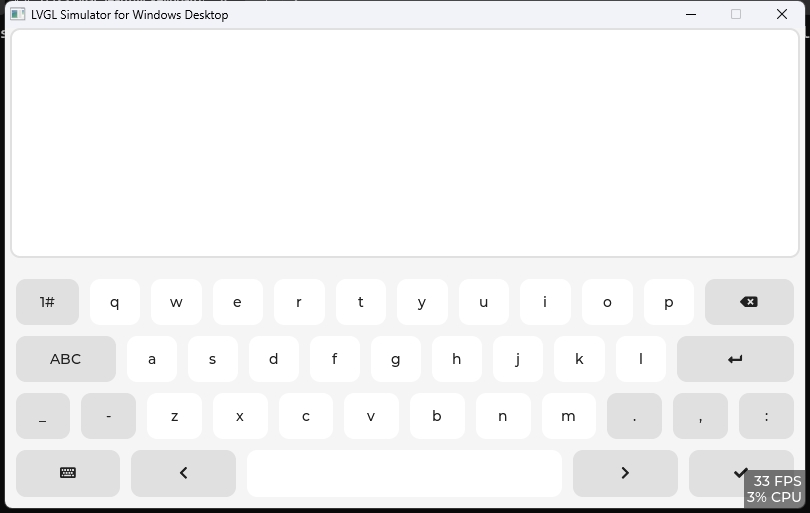 LVGL Simulator for Windows Desktop
1# q w e r t y u i o p
ABC a s d f g h j k l
_ - z x c v b n m . , :
33 FPS
3% CPU